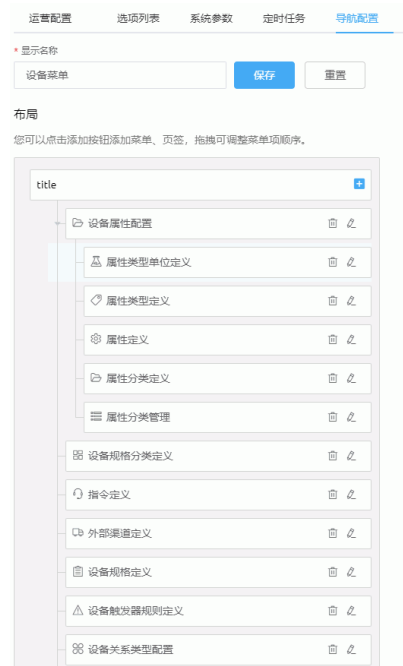 运营配置 选项列表 系统参数 定时任务 导航配置
* 显示名称
设备菜单 保存 重置
布局
您可以点击添加按钮添加菜单、页签，拖拽可调整菜单项顺序。
title
设备属性配置
属性类型单位定义
属性类型定义
属性定义
属性分类定义
属性分类管理
设备规格分类定义
指令定义
外部渠道定义
设备规格定义
设备触发器规则定义
设备关系类型配置